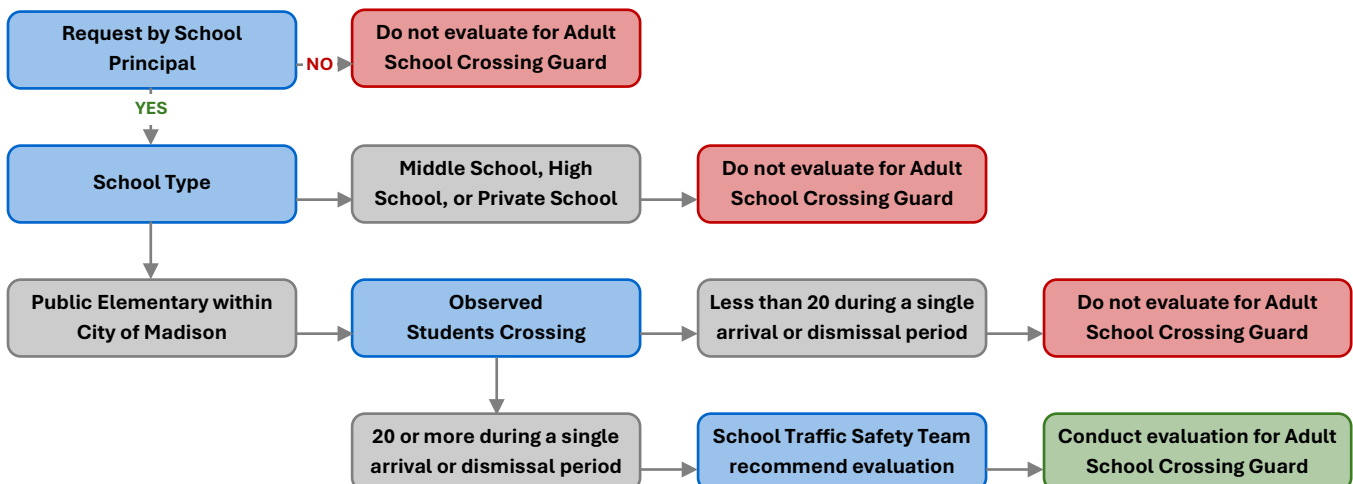 Request by School
Principal
NO
Do not evaluate for Adult
School Crossing Guard
YES
School Type
Middle School, High
School, or Private School
Do not evaluate for Adult
School Crossing Guard
Public Elementary within
City of Madison
Observed
Students Crossing
Less than 20 during a single
arrival or dismissal period
Do not evaluate for Adult
School Crossing Guard
20 or more during a single
arrival or dismissal period
School Traffic Safety Team
recommend evaluation
Conduct evaluation for Adult
School Crossing Guard